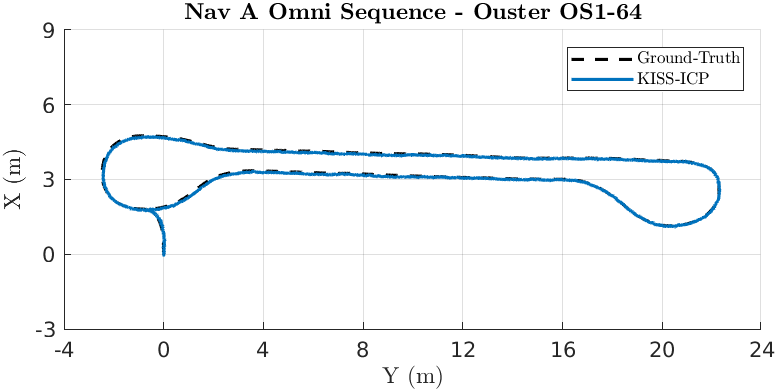 Nav A Omni Sequence - Ouster OS1-64
9
Ground-Truth
KISS-ICP
6
X (m)
3
0
-3
-4 0 4 8 12 16 20 24
Y (m)